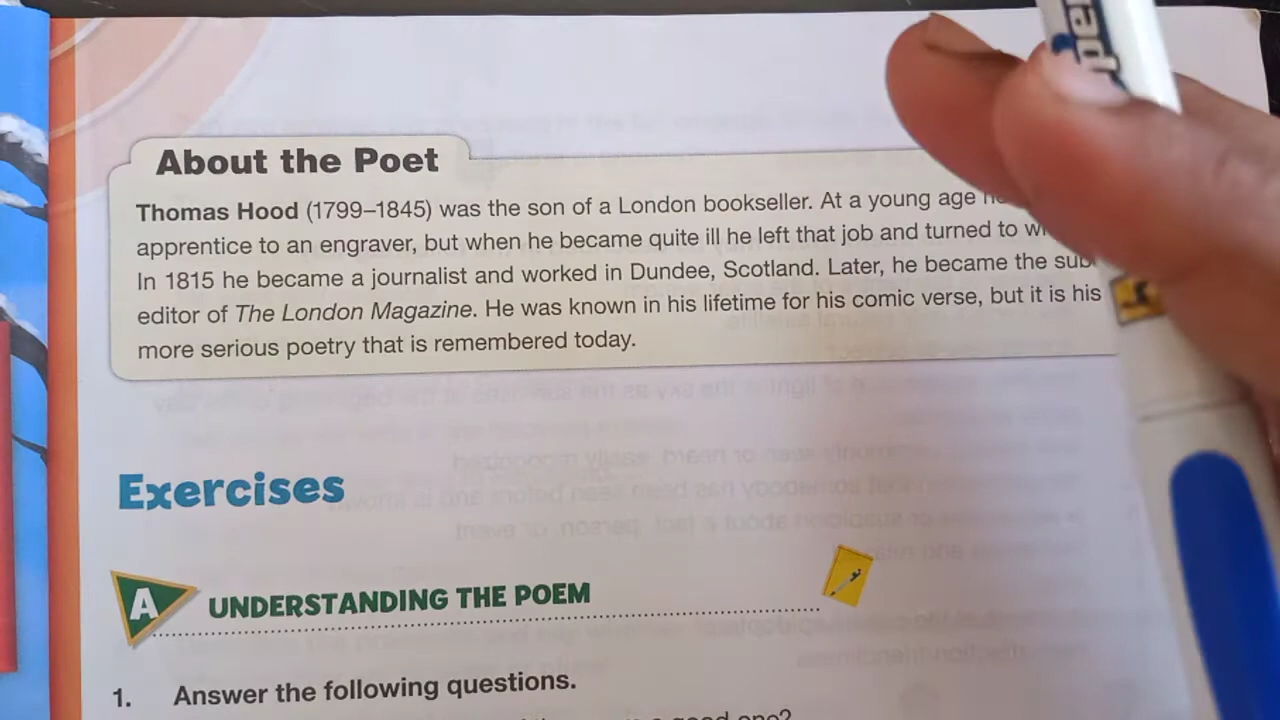 About the Poet
Thomas Hood (1799–1845) was the son of a London bookseller. At a young age
apprentice to an engraver, but when he became quite ill he left that job and turned to
In 1815 he became a journalist and worked in Dundee, Scotland. Later, he became the sub-
editor of The London Magazine. He was known in his lifetime for his comic verse, but it is his
more serious poetry that is remembered today.
Exercises
A UNDERSTANDING THE POEM
1. Answer the following questions.
a good one?